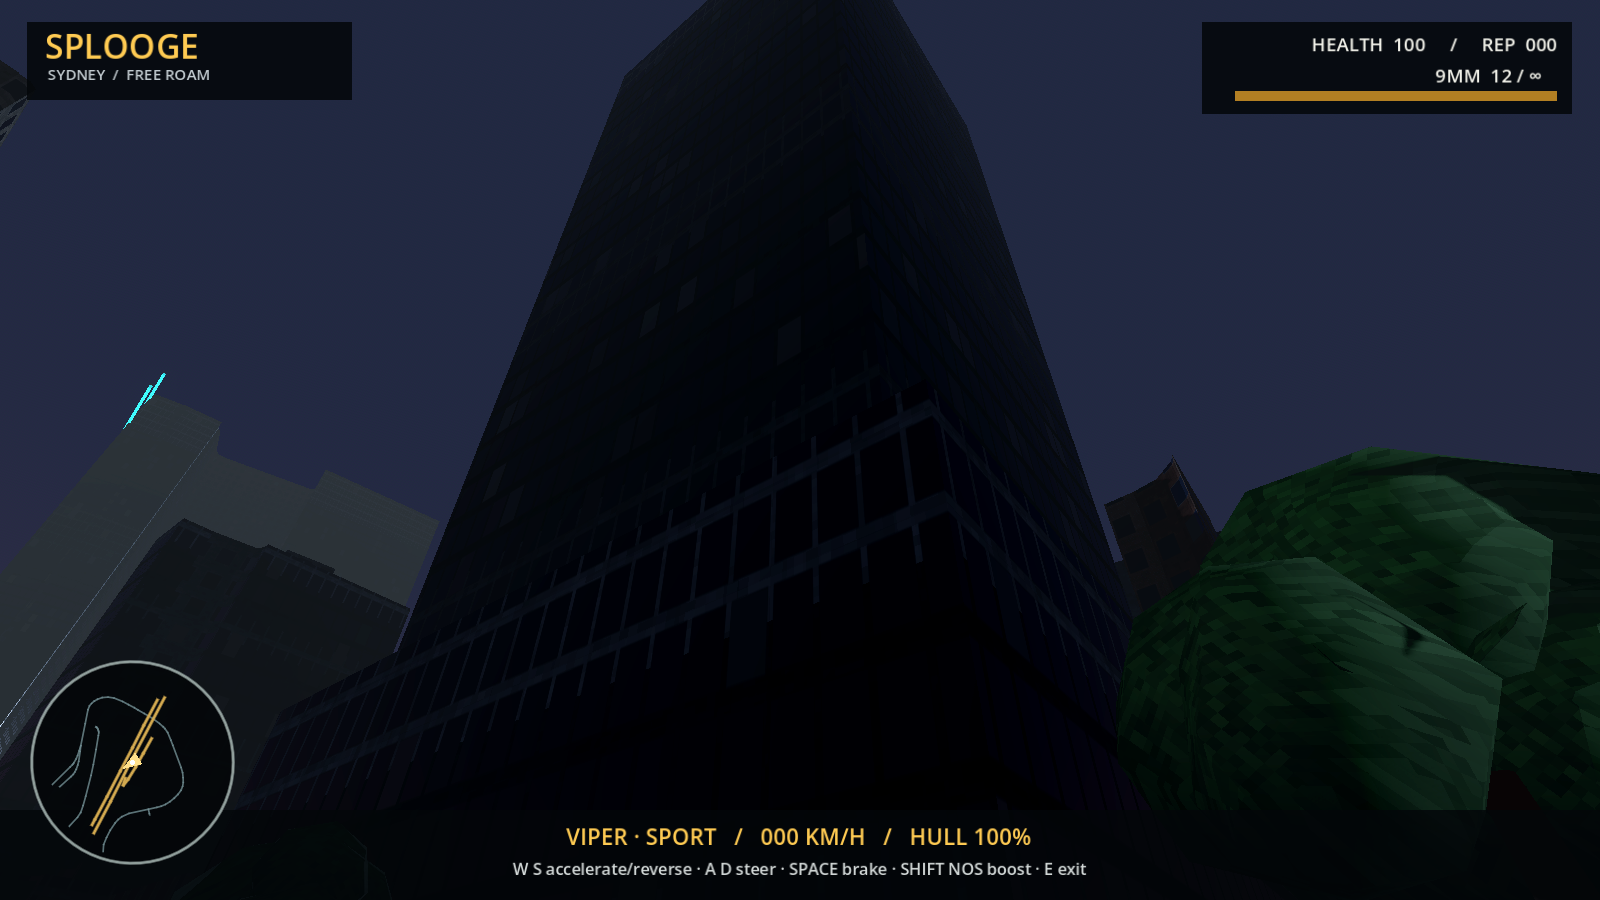 SPLOOGE
SYDNEY / FREE ROAM
HEALTH 100 / REP 000
9MM 12 / ∞
VIPER · SPORT / 000 KM/H / HULL 100%
W S accelerate/reverse · A D steer · SPACE brake · SHIFT NOS boost · E exit